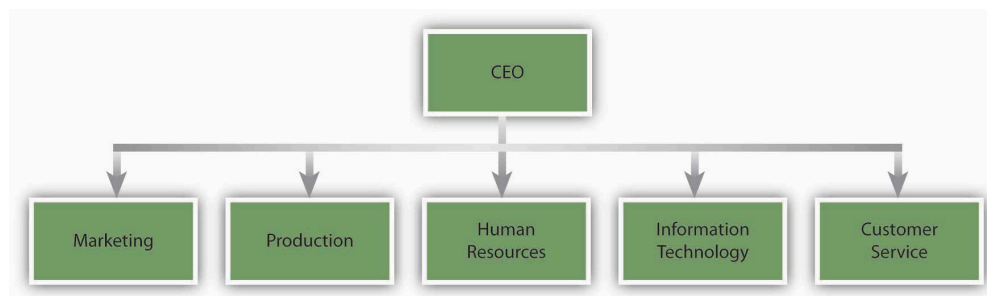 CEO
Marketing
Production
Human
Resources
Information
Technology
Customer
Service